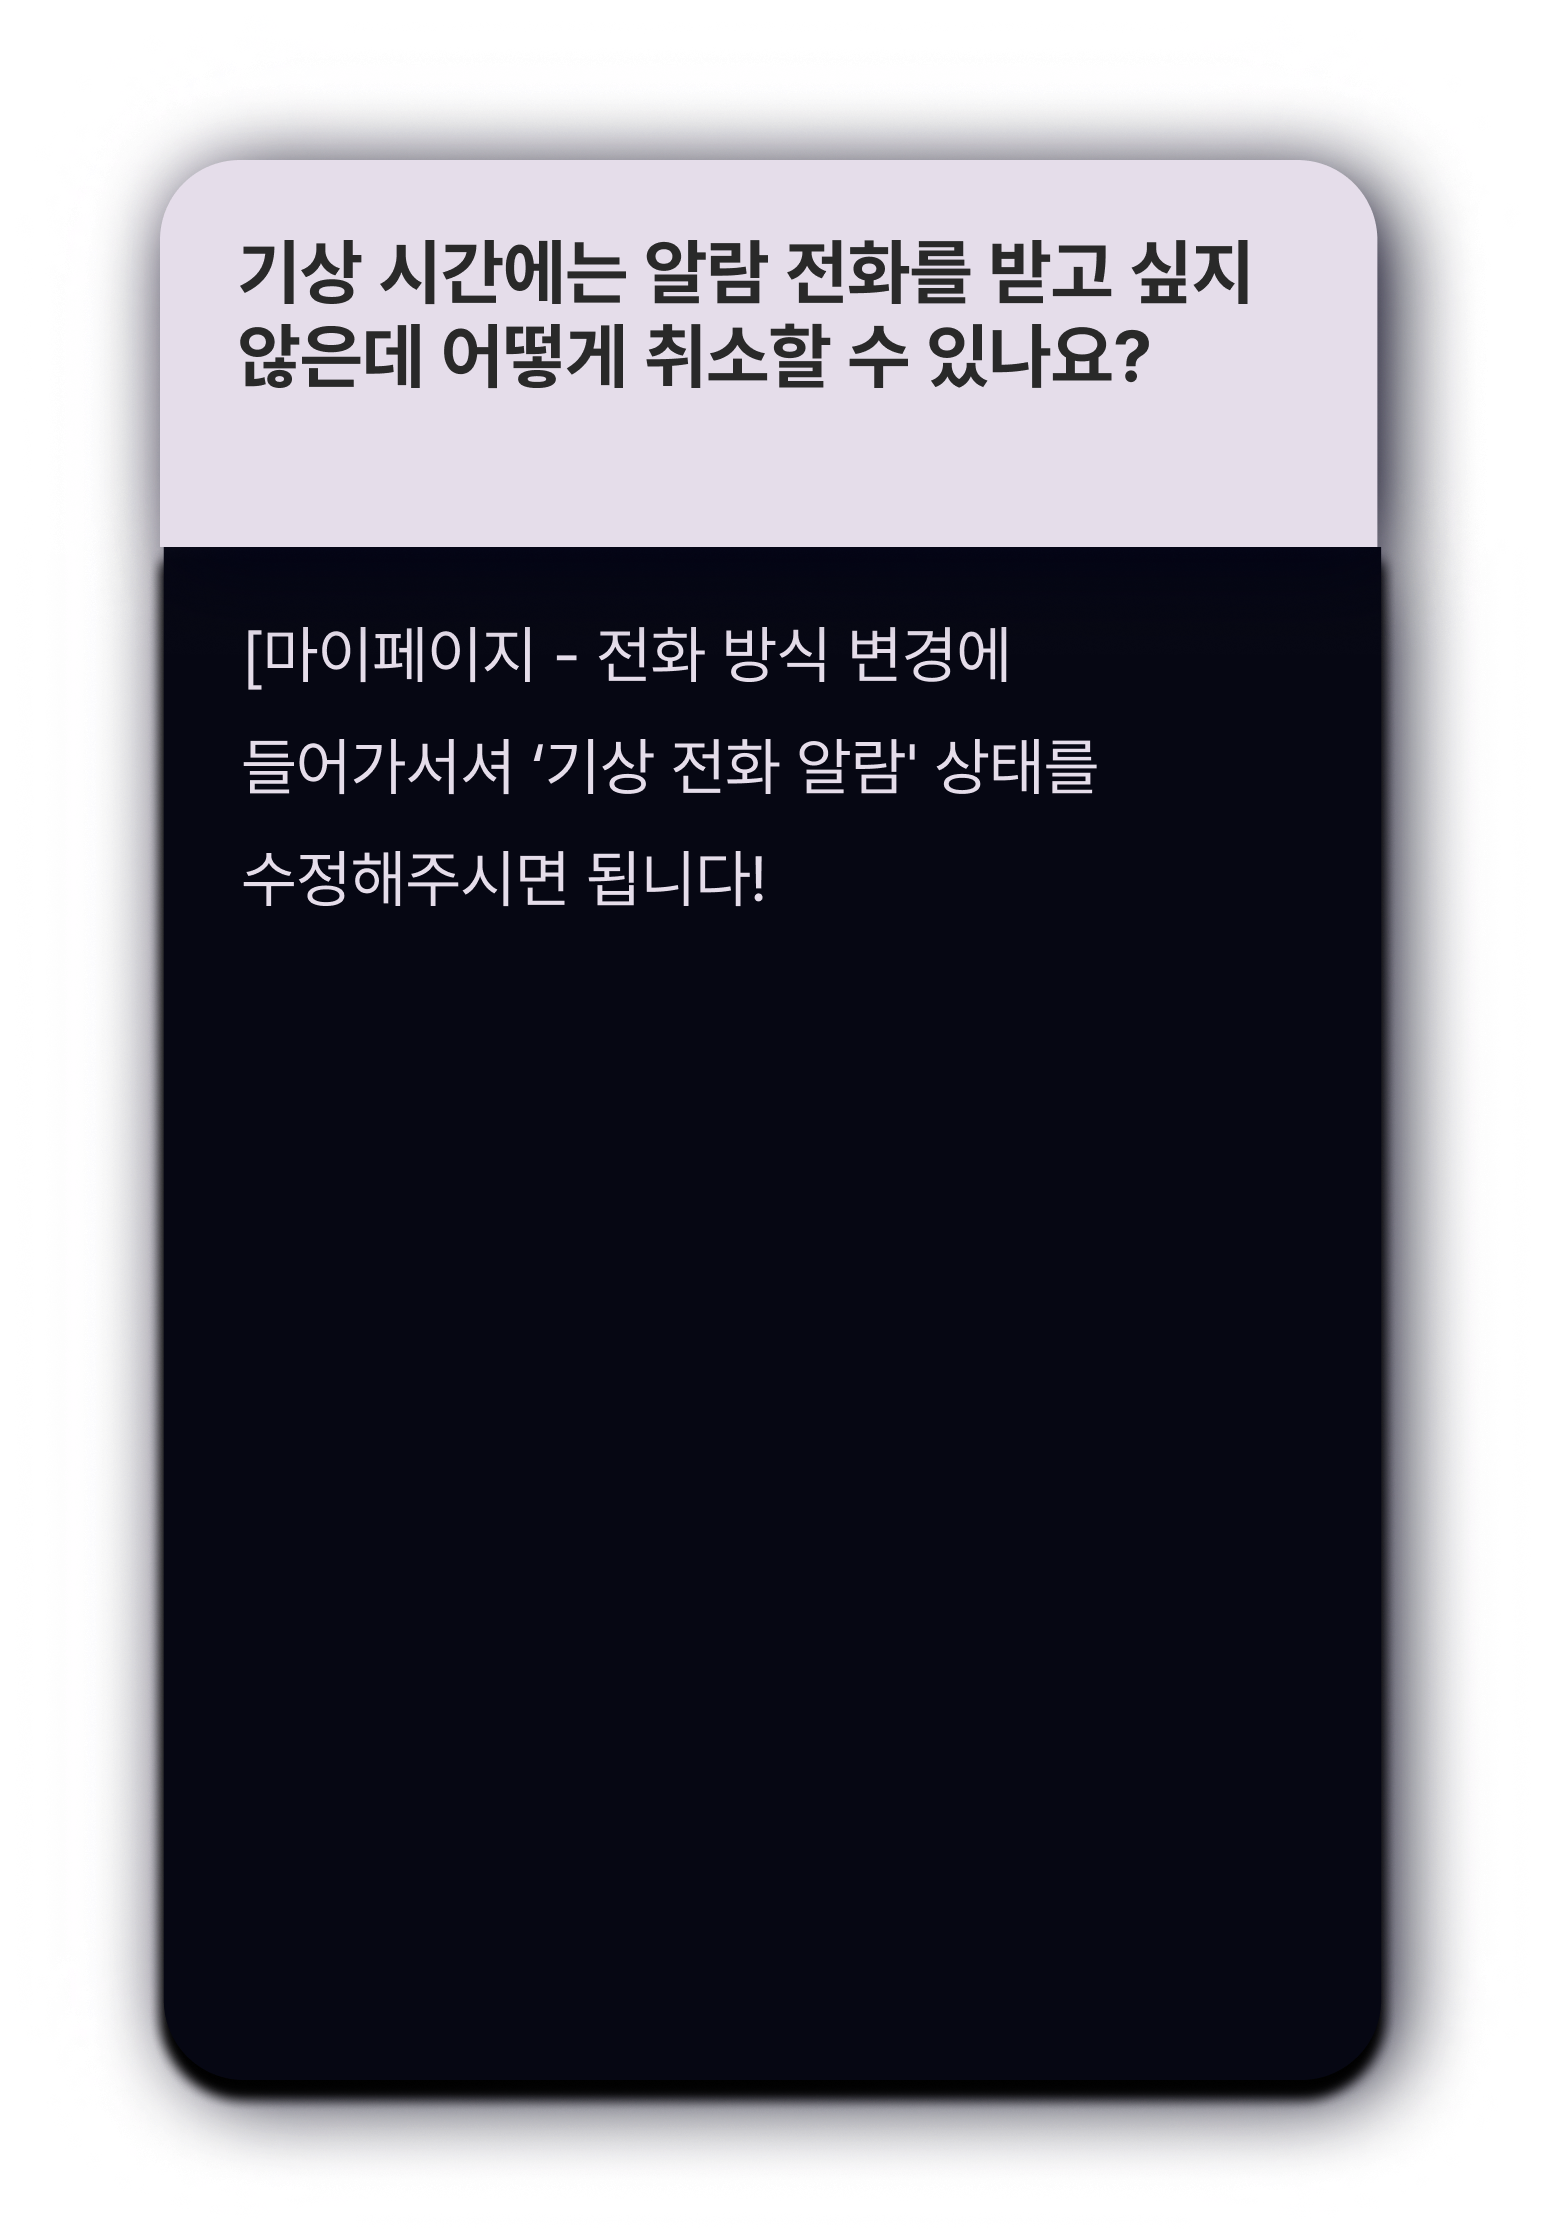 기상 시간에는 알람 전화를 받고 싶지
않은데 어떻게 취소할 수 있나요?
[마이페이지 - 전화 방식 변경에
들어가서셔 ‘기상 전화 알람' 상태를
수정해주시면 됩니다!